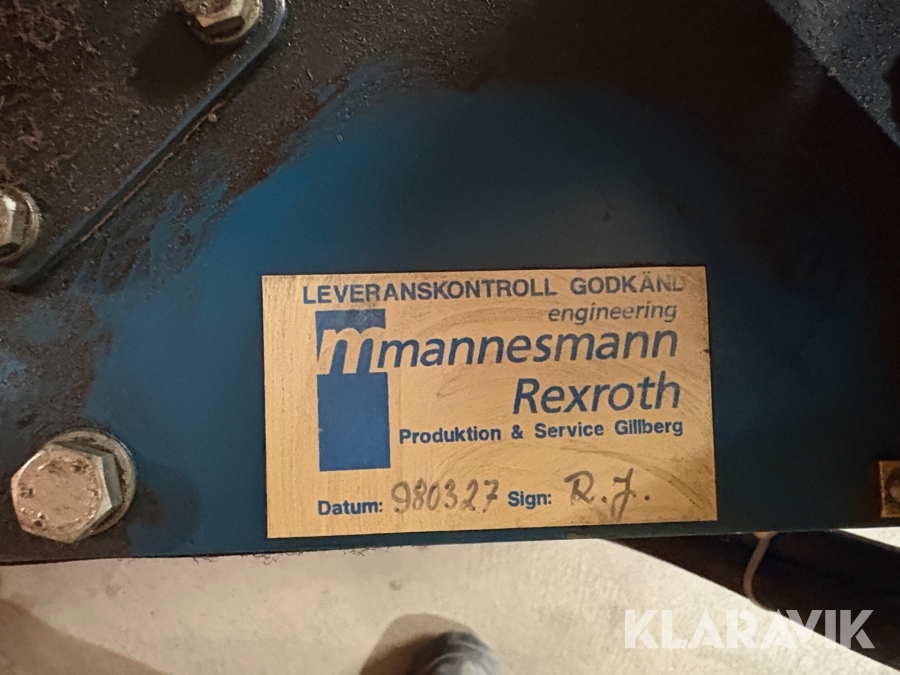 LEVERANSKONTROLL GODKÄND
engineering
m mannesmann
Rexroth
Produktion & Service Gillberg
Datum: 980327 Sign: R.J.
KLARAVIK